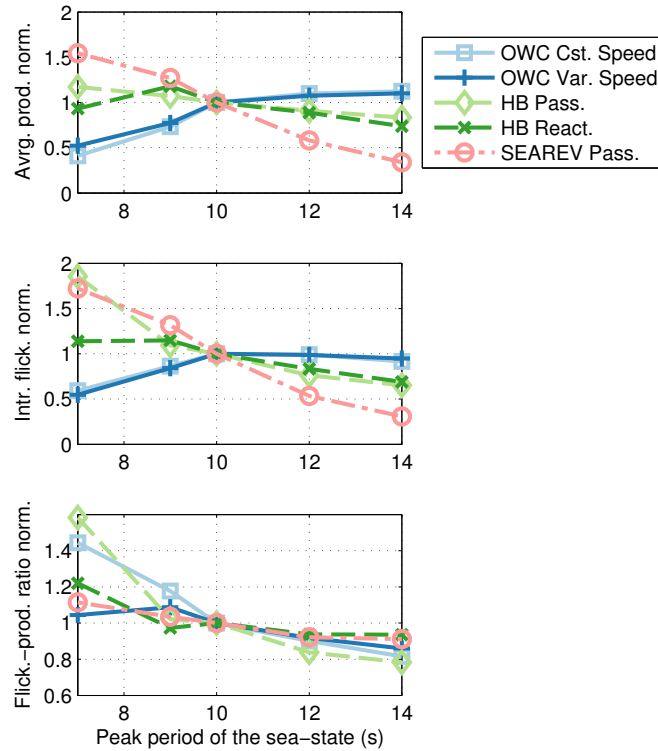 2
1.5
1
0.5
0
8 10 12 14
Avrg. prod. norm.
OWC Cst. Speed
OWC Var. Speed
HB Pass.
HB React.
SEAREV Pass.
2
1.5
1
0.5
0
8 10 12 14
Intr. flick. norm.
1.4
1.2
1
0.8
0.6
8 10 12 14
Flick.−prod. ratio norm.
Peak period of the sea−state (s)